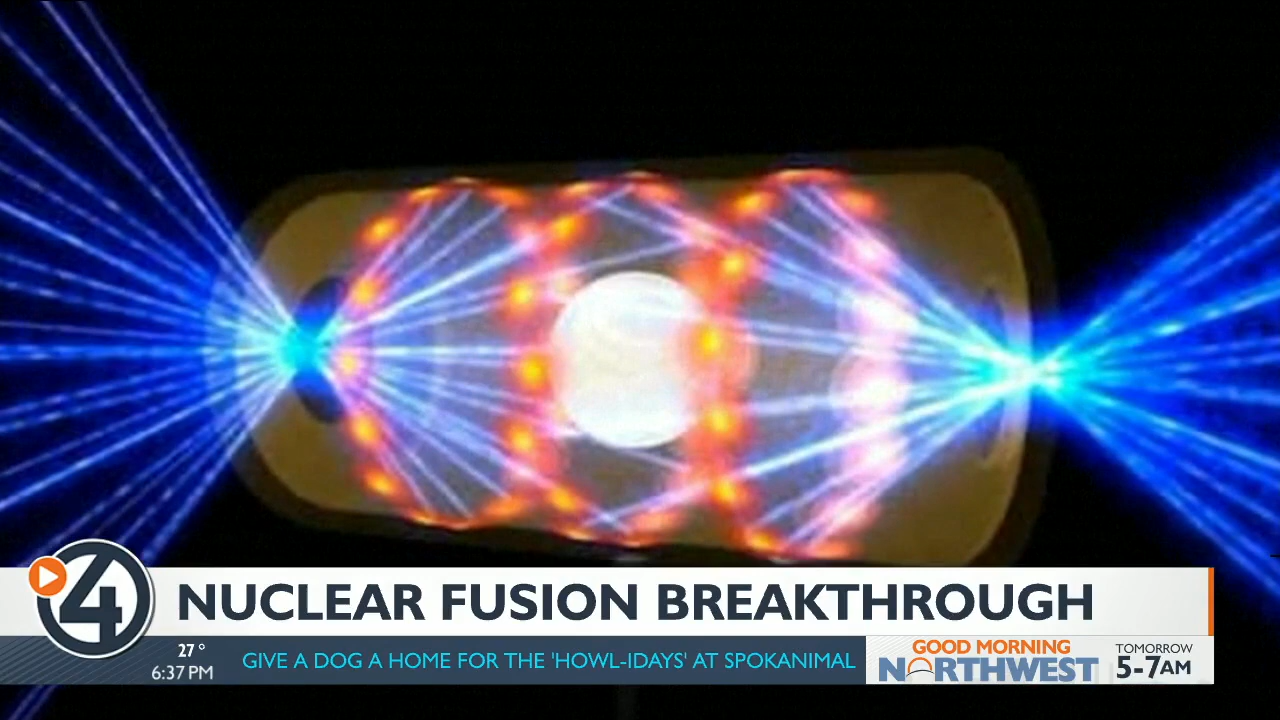 4
NUCLEAR FUSION BREAKTHROUGH
27°
6:37 PM
GIVE A DOG A HOME FOR THE 'HOWL-IDAYS' AT SPOKANIMAL
GOOD MORNING
NORTHWEST
TOMORROW
5-7AM